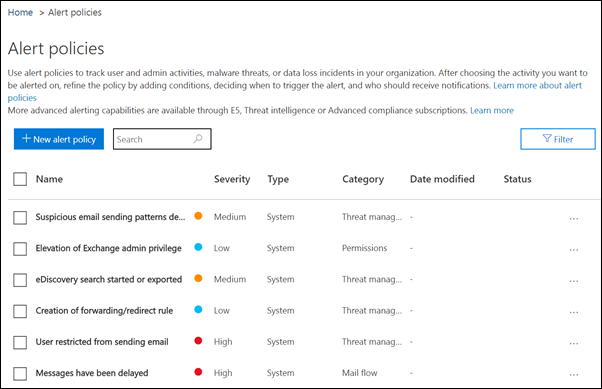 Home > Alert policies
Alert policies
Use alert policies to track user and admin activities, malware threats, or data loss incidents in your organization. After choosing the activity you want to
be alerted on, refine the policy by adding conditions, deciding when to trigger the alert, and who should receive notifications. Learn more about alert
policies
More advanced alerting capabilities are available through E5, Threat intelligence or Advanced compliance subscriptions. Learn more
+ New alert policy Search Filter
Name Severity Type Category Date modified Status
Suspicious email sending patterns de... Medium System Threat manag... - ...
Elevation of Exchange admin privilege Low System Permissions - ...
eDiscovery search started or exported Medium System Threat manag... - ...
Creation of forwarding/redirect rule Low System Threat manag... - ...
User restricted from sending email High System Threat manag... - ...
Messages have been delayed High System Mail flow - ...